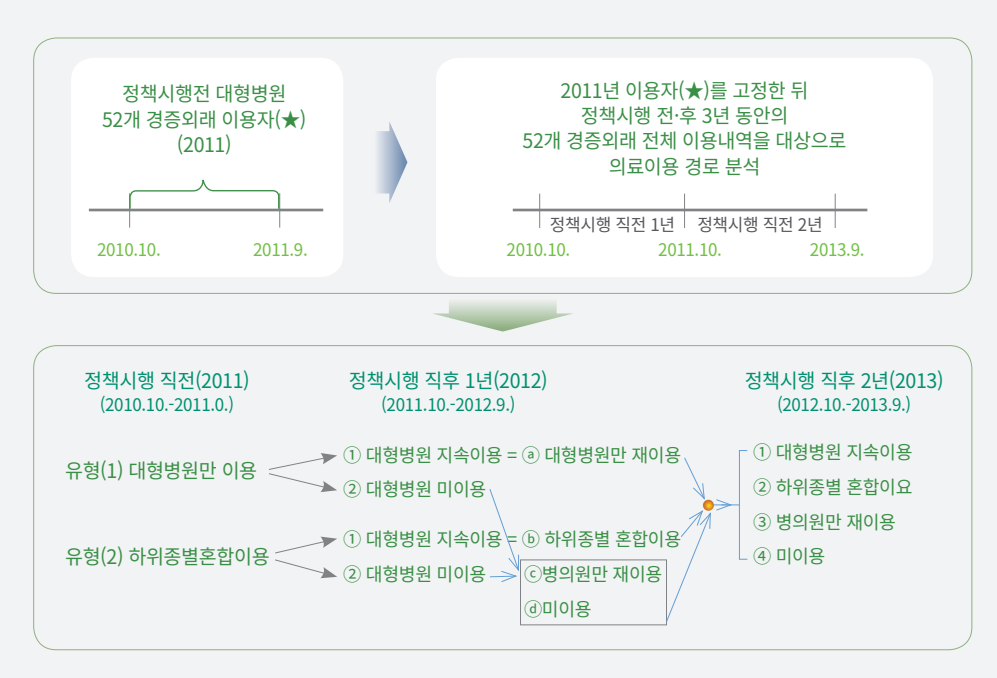 정책시행전 대형병원
52개 경증외래 이용자(★)
(2011)
2010.10.
2011.9.
2011년 이용자(★)를 고정한 뒤
정책시행 전·후 3년 동안의
52개 경증외래 전체 이용내역을 대상으로
의료이용 경로 분석
정책시행 직전 1년
정책시행 직전 2년
2010.10.
2011.10.
2013.9.
정책시행 직전(2011)
(2010.10.-2011.0.)
정책시행 직후 1년(2012)
(2011.10.-2012.9.)
정책시행 직후 2년(2013)
(2012.10.-2013.9.)
유형(1) 대형병원만 이용
① 대형병원 지속이용 = ⓐ 대형병원만 재이용
② 대형병원 미이용
유형(2) 하위종별혼합이용
① 대형병원 지속이용 = ⓑ 하위종별 혼합이용
② 대형병원 미이용
ⓒ병의원만 재이용
ⓓ미이용
① 대형병원 지속이용
② 하위종별 혼합이요
③ 병의원만 재이용
④ 미이용